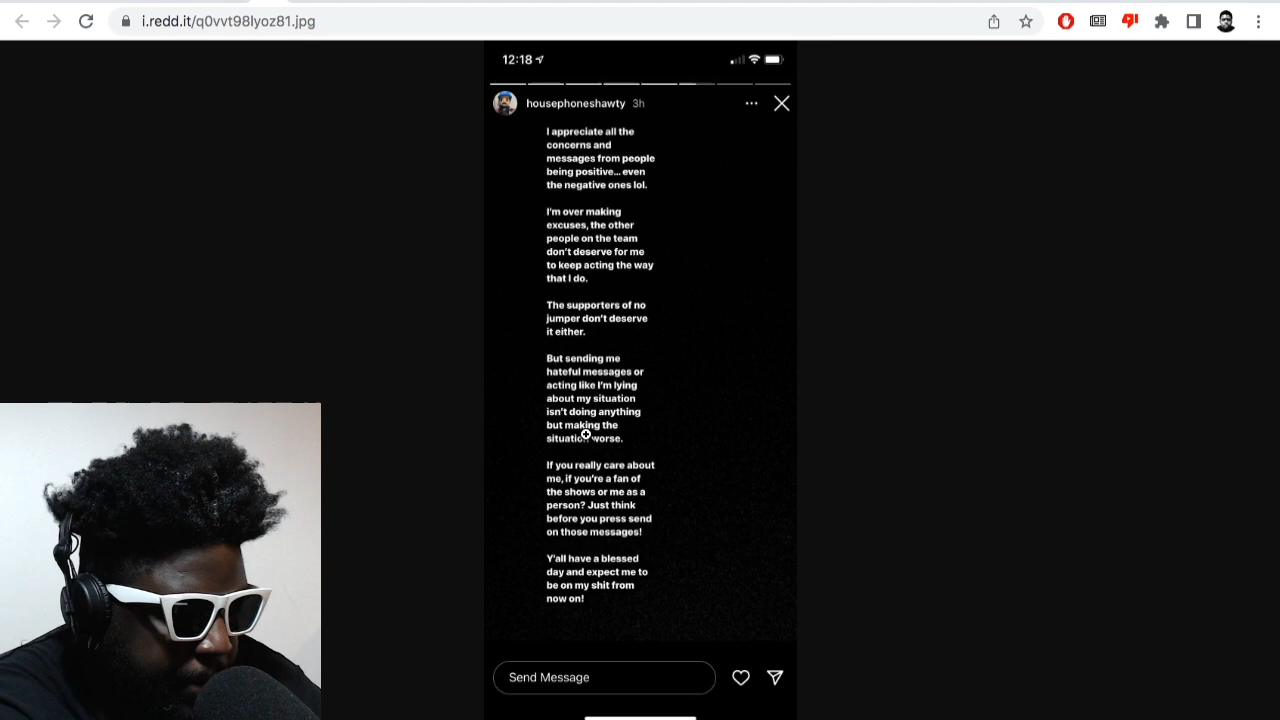 i.redd.it/q0vvt98lyoz81.jpg
12:18
housephoneshawty 3h
I appreciate all the
concerns and
messages from people
being positive... even
the negative ones lol.
I'm over making
excuses, the other
people on the team
don't deserve for me
to keep acting the way
that I do.
The supporters of no
jumper don't deserve
it either.
But sending me
hateful messages or
acting like I'm lying
about my situation
isn't doing anything
but making the
situation worse.
If you really care about
me, if you're a fan of
the shows or me as a
person? Just think
before you press send
on those messages!
Y'all have a blessed
day and expect me to
be on my shit from
now on!
Send Message